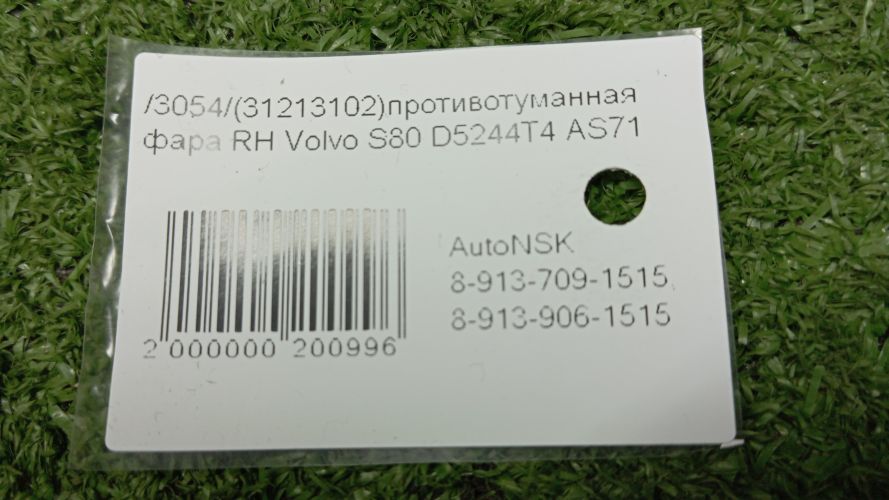 /3054/(31213102)противотуманная
фара RH Volvo S80 D5244T4 AS71
AutoNSK
8-913-709-1515
8-913-906-1515
2 000000 200996